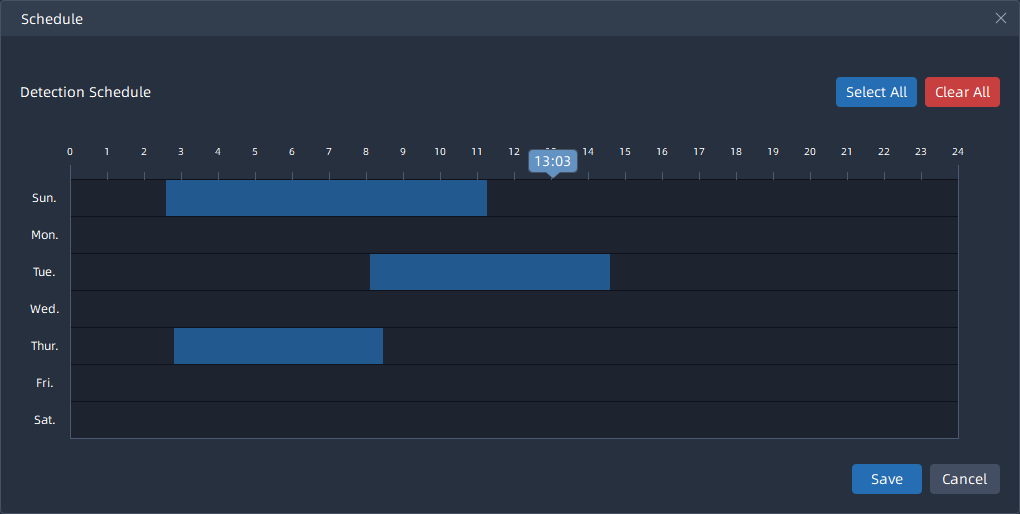 Schedule
Detection Schedule Select All Clear All
0 1 2 3 4 5 6 7 8 9 10 11 12 14 15 16 17 18 19 20 21 22 23 24
13:03
Sun.
Mon.
Tue.
Wed.
Thur.
Fri.
Sat.
Save Cancel